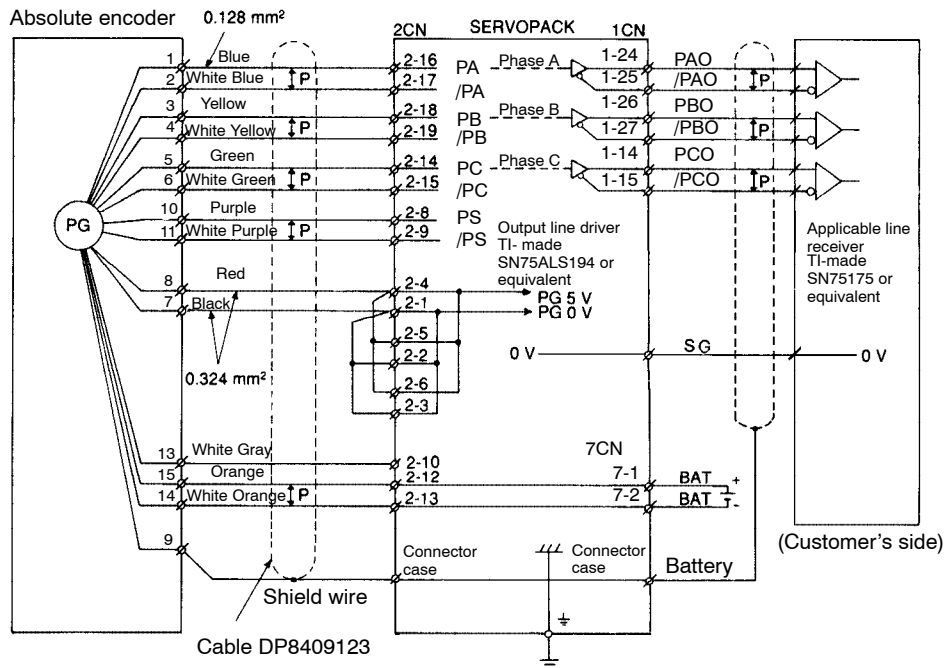 Absolute encoder
0.128 mm²
2CN
SERVOPACK
1CN
1
Blue
2-16
PA
Phase A
1-24
PAO
2
White Blue
P
2-17
/PA
1-25
/PAO
P
3
Yellow
2-18
PB
Phase B
1-26
PBO
4
White Yellow
P
2-19
/PB
1-27
/PBO
P
5
Green
2-14
PC
Phase C
1-14
PCO
6
White Green
P
2-15
/PC
1-15
/PCO
P
10
Purple
2-8
PS
PG
11
White Purple
P
2-9
/PS
Output line driver
TI- made
SN75ALS194 or
equivalent
Applicable line
receiver
TI-made
SN75175 or
equivalent
8
Red
2-4
PG 5 V
7
Black
2-1
PG 0 V
2-5
0 V
SG
0 V
2-2
0.324 mm²
2-6
2-3
13
White Gray
2-10
7CN
15
Orange
2-12
7-1
BAT
+
14
White Orange
P
2-13
7-2
BAT
-
9
(Customer's side)
Connector
case
Connector
case
Battery
Shield wire
Cable DP8409123